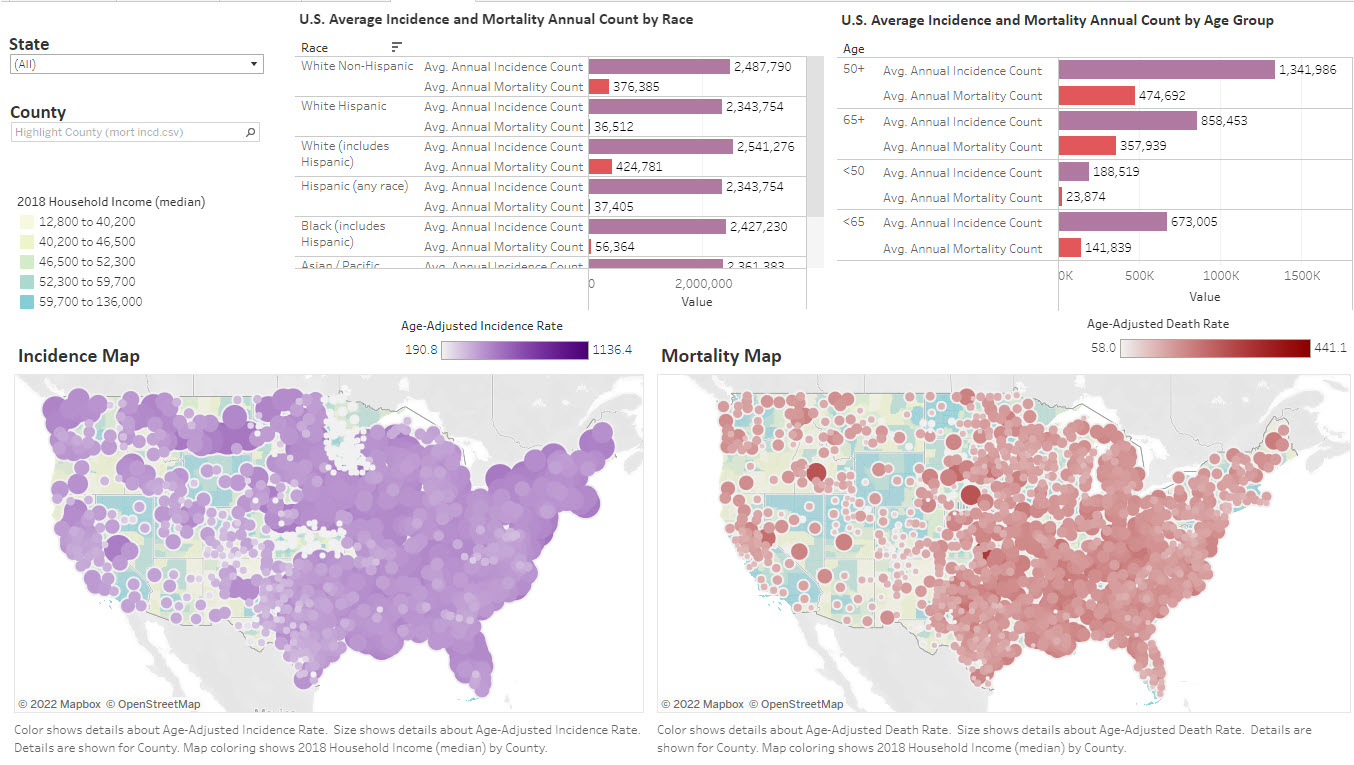 U.S. Average Incidence and Mortality Annual Count by Race
U.S. Average Incidence and Mortality Annual Count by Age Group
State
(All)
County
Highlight County (mort incd.csv)
2018 Household Income (median)
12,800 to 40,200
40,200 to 46,500
46,500 to 52,300
52,300 to 59,700
59,700 to 136,000
Race
White Non-Hispanic Avg. Annual Incidence Count 2,487,790
Avg. Annual Mortality Count 376,385
White Hispanic Avg. Annual Incidence Count 2,343,754
Avg. Annual Mortality Count 36,512
White (includes Hispanic) Avg. Annual Incidence Count 2,541,276
Avg. Annual Mortality Count 424,781
Hispanic (any race) Avg. Annual Incidence Count 2,343,754
Avg. Annual Mortality Count 37,405
Black (includes Hispanic) Avg. Annual Incidence Count 2,427,230
Avg. Annual Mortality Count 56,364
Asian / Pacific Avg. Annual Incidence Count 2,361,383
0 2,000,000
Value
Age
50+ Avg. Annual Incidence Count 1,341,986
Avg. Annual Mortality Count 474,692
65+ Avg. Annual Incidence Count 858,453
Avg. Annual Mortality Count 357,939
<50 Avg. Annual Incidence Count 188,519
Avg. Annual Mortality Count 23,874
<65 Avg. Annual Incidence Count 673,005
Avg. Annual Mortality Count 141,839
0K 500K 1000K 1500K
Value
Age-Adjusted Incidence Rate
190.8 1136.4
Incidence Map
Age-Adjusted Death Rate
58.0 441.1
Mortality Map
© 2022 Mapbox © OpenStreetMap
© 2022 Mapbox © OpenStreetMap
Color shows details about Age-Adjusted Incidence Rate. Size shows details about Age-Adjusted Incidence Rate.
Details are shown for County. Map coloring shows 2018 Household Income (median) by County.
Color shows details about Age-Adjusted Death Rate. Size shows details about Age-Adjusted Death Rate. Details are
shown for County. Map coloring shows 2018 Household Income (median) by County.